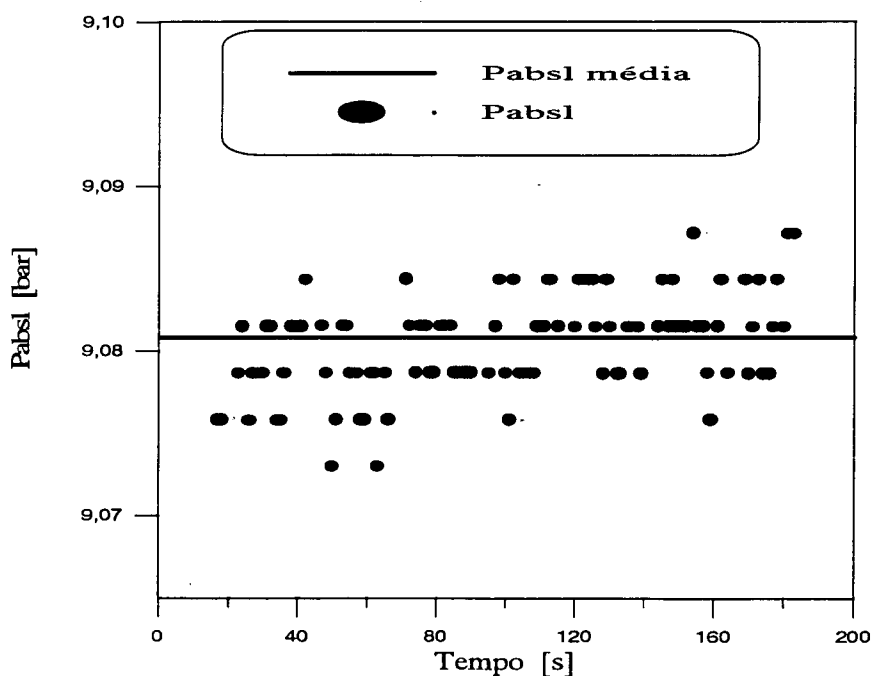 9,10
Pabsl média
Pabsl
9,09
Pabsl [bar]
9,08
9,07
0 40 80 120 160 200
Tempo [s]